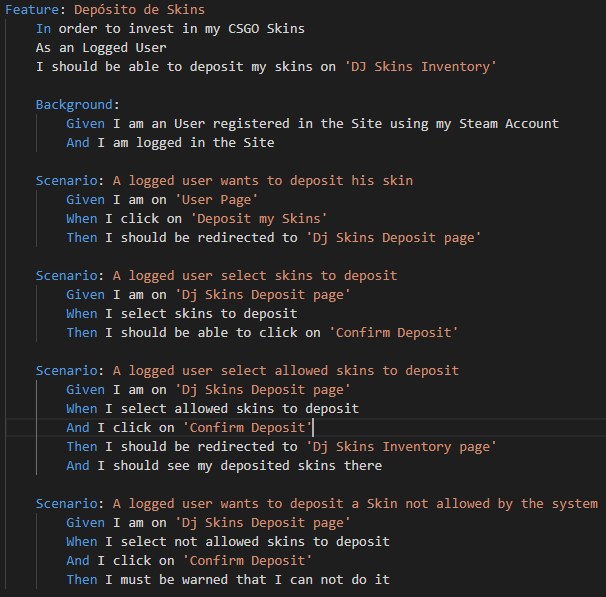 Feature: Depósito de Skins
In order to invest in my CSGO Skins
As an Logged User
I should be able to deposit my skins on 'DJ Skins Inventory'
Background:
Given I am an User registered in the Site using my Steam Account
And I am logged in the Site
Scenario: A logged user wants to deposit his skin
Given I am on 'User Page'
When I click on 'Deposit my Skins'
Then I should be redirected to 'Dj Skins Deposit page'
Scenario: A logged user select skins to deposit
Given I am on 'Dj Skins Deposit page'
When I select skins to deposit
Then I should be able to click on 'Confirm Deposit'
Scenario: A logged user select allowed skins to deposit
Given I am on 'Dj Skins Deposit page'
When I select allowed skins to deposit
And I click on 'Confirm Deposit'
Then I should be redirected to 'Dj Skins Inventory page'
And I should see my deposited skins there
Scenario: A logged user wants to deposit a Skin not allowed by the system
Given I am on 'Dj Skins Deposit page'
When I select not allowed skins to deposit
And I click on 'Confirm Deposit'
Then I must be warned that I can not do it